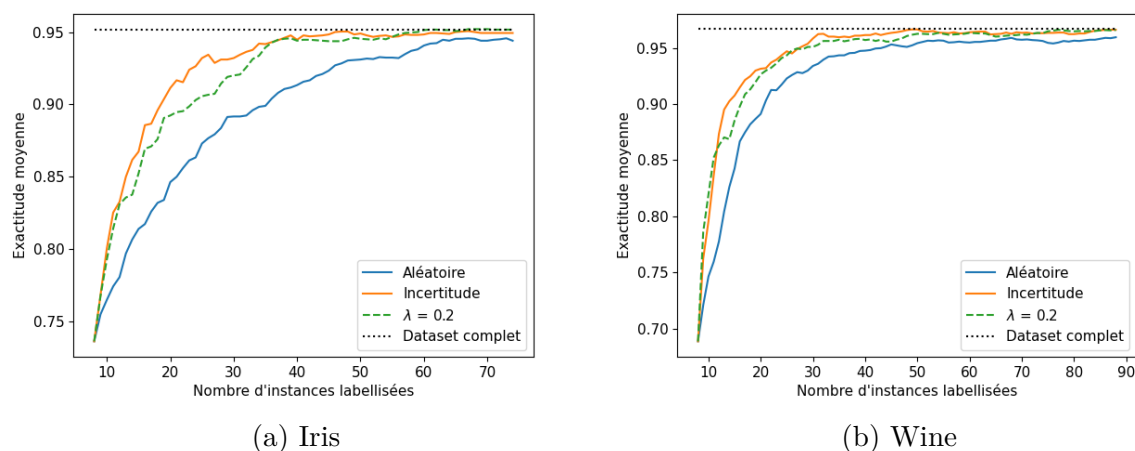 0.95
0.90
0.85
0.80
0.75
Exactitude moyenne
10 20 30 40 50 60 70
Nombre d'instances labellisées
Aléatoire
Incertitude
λ = 0.2
Dataset complet
(a) Iris
0.95
0.90
0.85
0.80
0.75
0.70
Exactitude moyenne
10 20 30 40 50 60 70 80 90
Nombre d'instances labellisées
Aléatoire
Incertitude
λ = 0.2
Dataset complet
(b) Wine